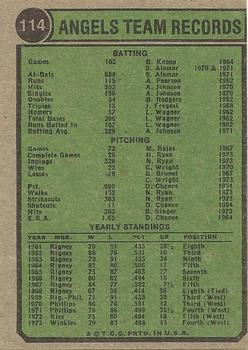 114 ANGELS TEAM RECORDS
BATTING
Games 162 B. Knoop 1964
S. Alomar 1970 & 1971
At-Bats 689 S. Alomar 1971
Runs 115 A. Pearson 1962
Hits 202 A. Johnson 1970
Singles 156 A. Johnson 1970
Doubles 34 B. Rodgers 1962
Triples 13 J. Fregosi 1968
Homers 37 L. Wagner 1962
Total Bases 306 L. Wagner 1962
Runs Batted In 107 L. Wagner 1962
Batting Avg. .329 A. Johnson 1970
PITCHING
Games 72 M. Rojas 1967
Complete Games 26 N. Ryan 1973
Innings 326 N. Ryan 1973
Wins 22 C. Wright 1970
Losses 19 G. Brunet 1967
C. Wright 1973
Pct. .690 D. Chance 1964
Walks 162 N. Ryan 1973
Strikeouts 383 N. Ryan 1973
Shutouts 11 D. Chance 1964
Hits 280 B. Singer 1973
E.R.A. 1.65 D. Chance 1964
YEARLY STANDINGS
YEAR MGR. W L PCT. GB POSITION
1961 Rigney 70 91 .435 38½ Eighth
1962 Rigney 86 76 .531 10 Third
1963 Rigney 70 91 .435 34 Ninth
1964 Rigney 82 80 .506 17 Fifth
1965 Rigney 75 87 .463 27 Seventh
1966 Rigney 80 82 .494 18 Sixth
1967 Rigney 84 77 .522 7½ Fifth
1968 Rigney 67 95 .414 36 Eighth (Tied)
1969 Rig.-Phil. 71 91 .438 26 Third (West)
1970 Phillips 86 76 .531 12 Third (West)
1971 Phillips 76 86 .469 25½ Fourth (West)
1972 Rice 75 80 .484 18 Fifth (West)
1973 Winkles 79 83 .488 15 Fourth (West)
© T.C.G. PRTD. IN U.S.A.